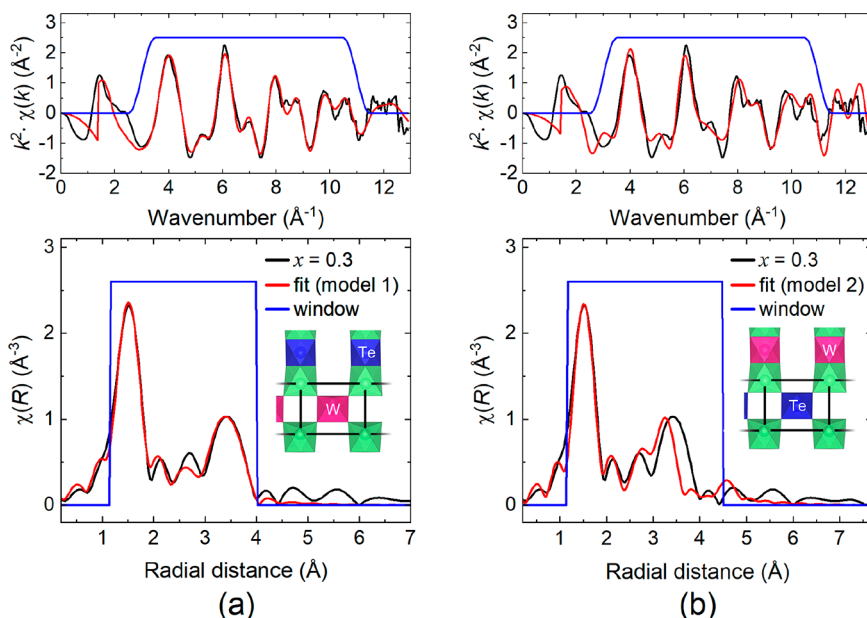 3
2
1
0
-1
-2
k²· χ(k) (Å⁻²)
0 2 4 6 8 10 12
Wavenumber (Å⁻¹)
3
2
1
0
χ(R) (Å⁻³)
x = 0.3
fit (model 1)
window
Te
W
0 1 2 3 4 5 6 7
Radial distance (Å)
(a)
3
2
1
0
-1
-2
k²· χ(k) (Å⁻²)
0 2 4 6 8 10 12
Wavenumber (Å⁻¹)
3
2
1
0
χ(R) (Å⁻³)
x = 0.3
fit (model 2)
window
W
Te
1 2 3 4 5 6 7
Radial distance (Å)
(b)